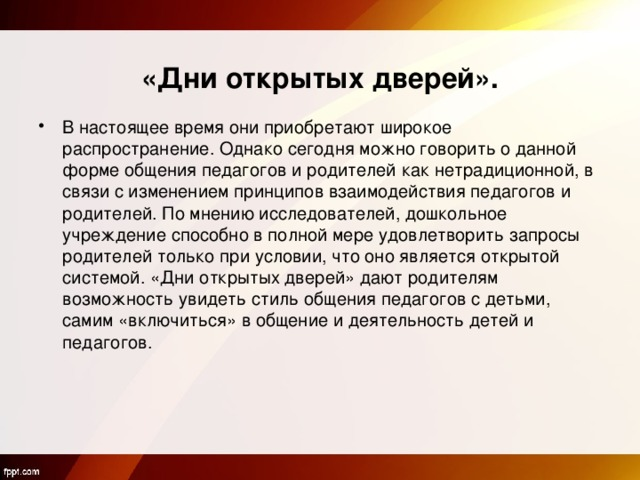 «Дни открытых дверей».
• В настоящее время они приобретают широкое
распространение. Однако сегодня можно говорить о данной
форме общения педагогов и родителей как нетрадиционной, в
связи с изменением принципов взаимодействия педагогов и
родителей. По мнению исследователей, дошкольное
учреждение способно в полной мере удовлетворить запросы
родителей только при условии, что оно является открытой
системой. «Дни открытых дверей» дают родителям
возможность увидеть стиль общения педагогов с детьми,
самим «включиться» в общение и деятельность детей и
педагогов.
fppt.com